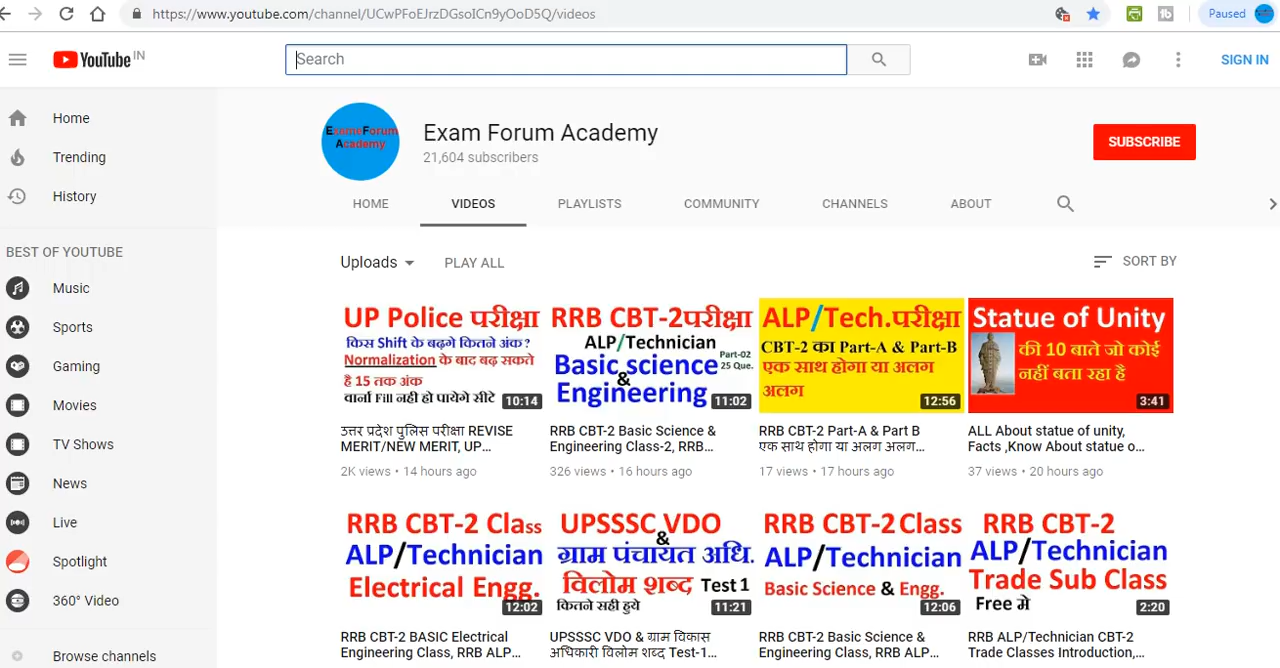 https://www.youtube.com/channel/UCwPFoEJrzDGsoICn9yOoD5Q/videos
Paused
YouTube IN
Search
SIGN IN
Home
Trending
History
BEST OF YOUTUBE
Music
Sports
Gaming
Movies
TV Shows
News
Live
Spotlight
360° Video
Browse channels
ExameForum
Academy
Exam Forum Academy
21,604 subscribers
SUBSCRIBE
HOME VIDEOS PLAYLISTS COMMUNITY CHANNELS ABOUT
Uploads PLAY ALL
SORT BY
UP Police परीक्षा
किस Shift के बढ़गे कितने अंक?
Normalization के बाद बढ़ सकते
है 15 तक अंक
वार्ना Fill नही हो पायेगे सीटे
10:14
उत्तर प्रदेश पुलिस परीक्षा REVISE
MERIT/NEW MERIT, UP...
2K views • 14 hours ago
RRB CBT-2परीक्षा
ALP/Technician
Part-02
25 Que.
Basic science
&
Engineering
11:02
RRB CBT-2 Basic Science &
Engineering Class-2, RRB...
326 views • 16 hours ago
ALP/Tech.परीक्षा
CBT-2 का Part-A & Part-B
एक साथ होगा या अलग
अलग
12:56
RRB CBT-2 Part-A & Part B
एक साथ होगा या अलग अलग...
17 views • 17 hours ago
Statue of Unity
की 10 बाते जो कोई
नहीं बता रहा है
3:41
ALL About statue of unity,
Facts ,Know About statue o...
37 views • 20 hours ago
RRB CBT-2 Class
ALP/Technician
Electrical Engg.
12:02
RRB CBT-2 BASIC Electrical
Engineering Class, RRB ALP...
UPSSSC VDO
&
ग्राम पंचायत अधि.
विलोम शब्द Test 1
कितने सही हुये
11:21
UPSSSC VDO & ग्राम विकास
अधिकारी विलोम शब्द Test-1...
RRB CBT-2 Class
ALP/Technician
Basic Science & Engg.
12:06
RRB CBT-2 Basic Science &
Engineering Class, RRB ALP...
RRB CBT-2
ALP/Technician
Trade Sub Class
Free मे
2:20
RRB ALP/Technician CBT-2
Trade Classes Introduction,...